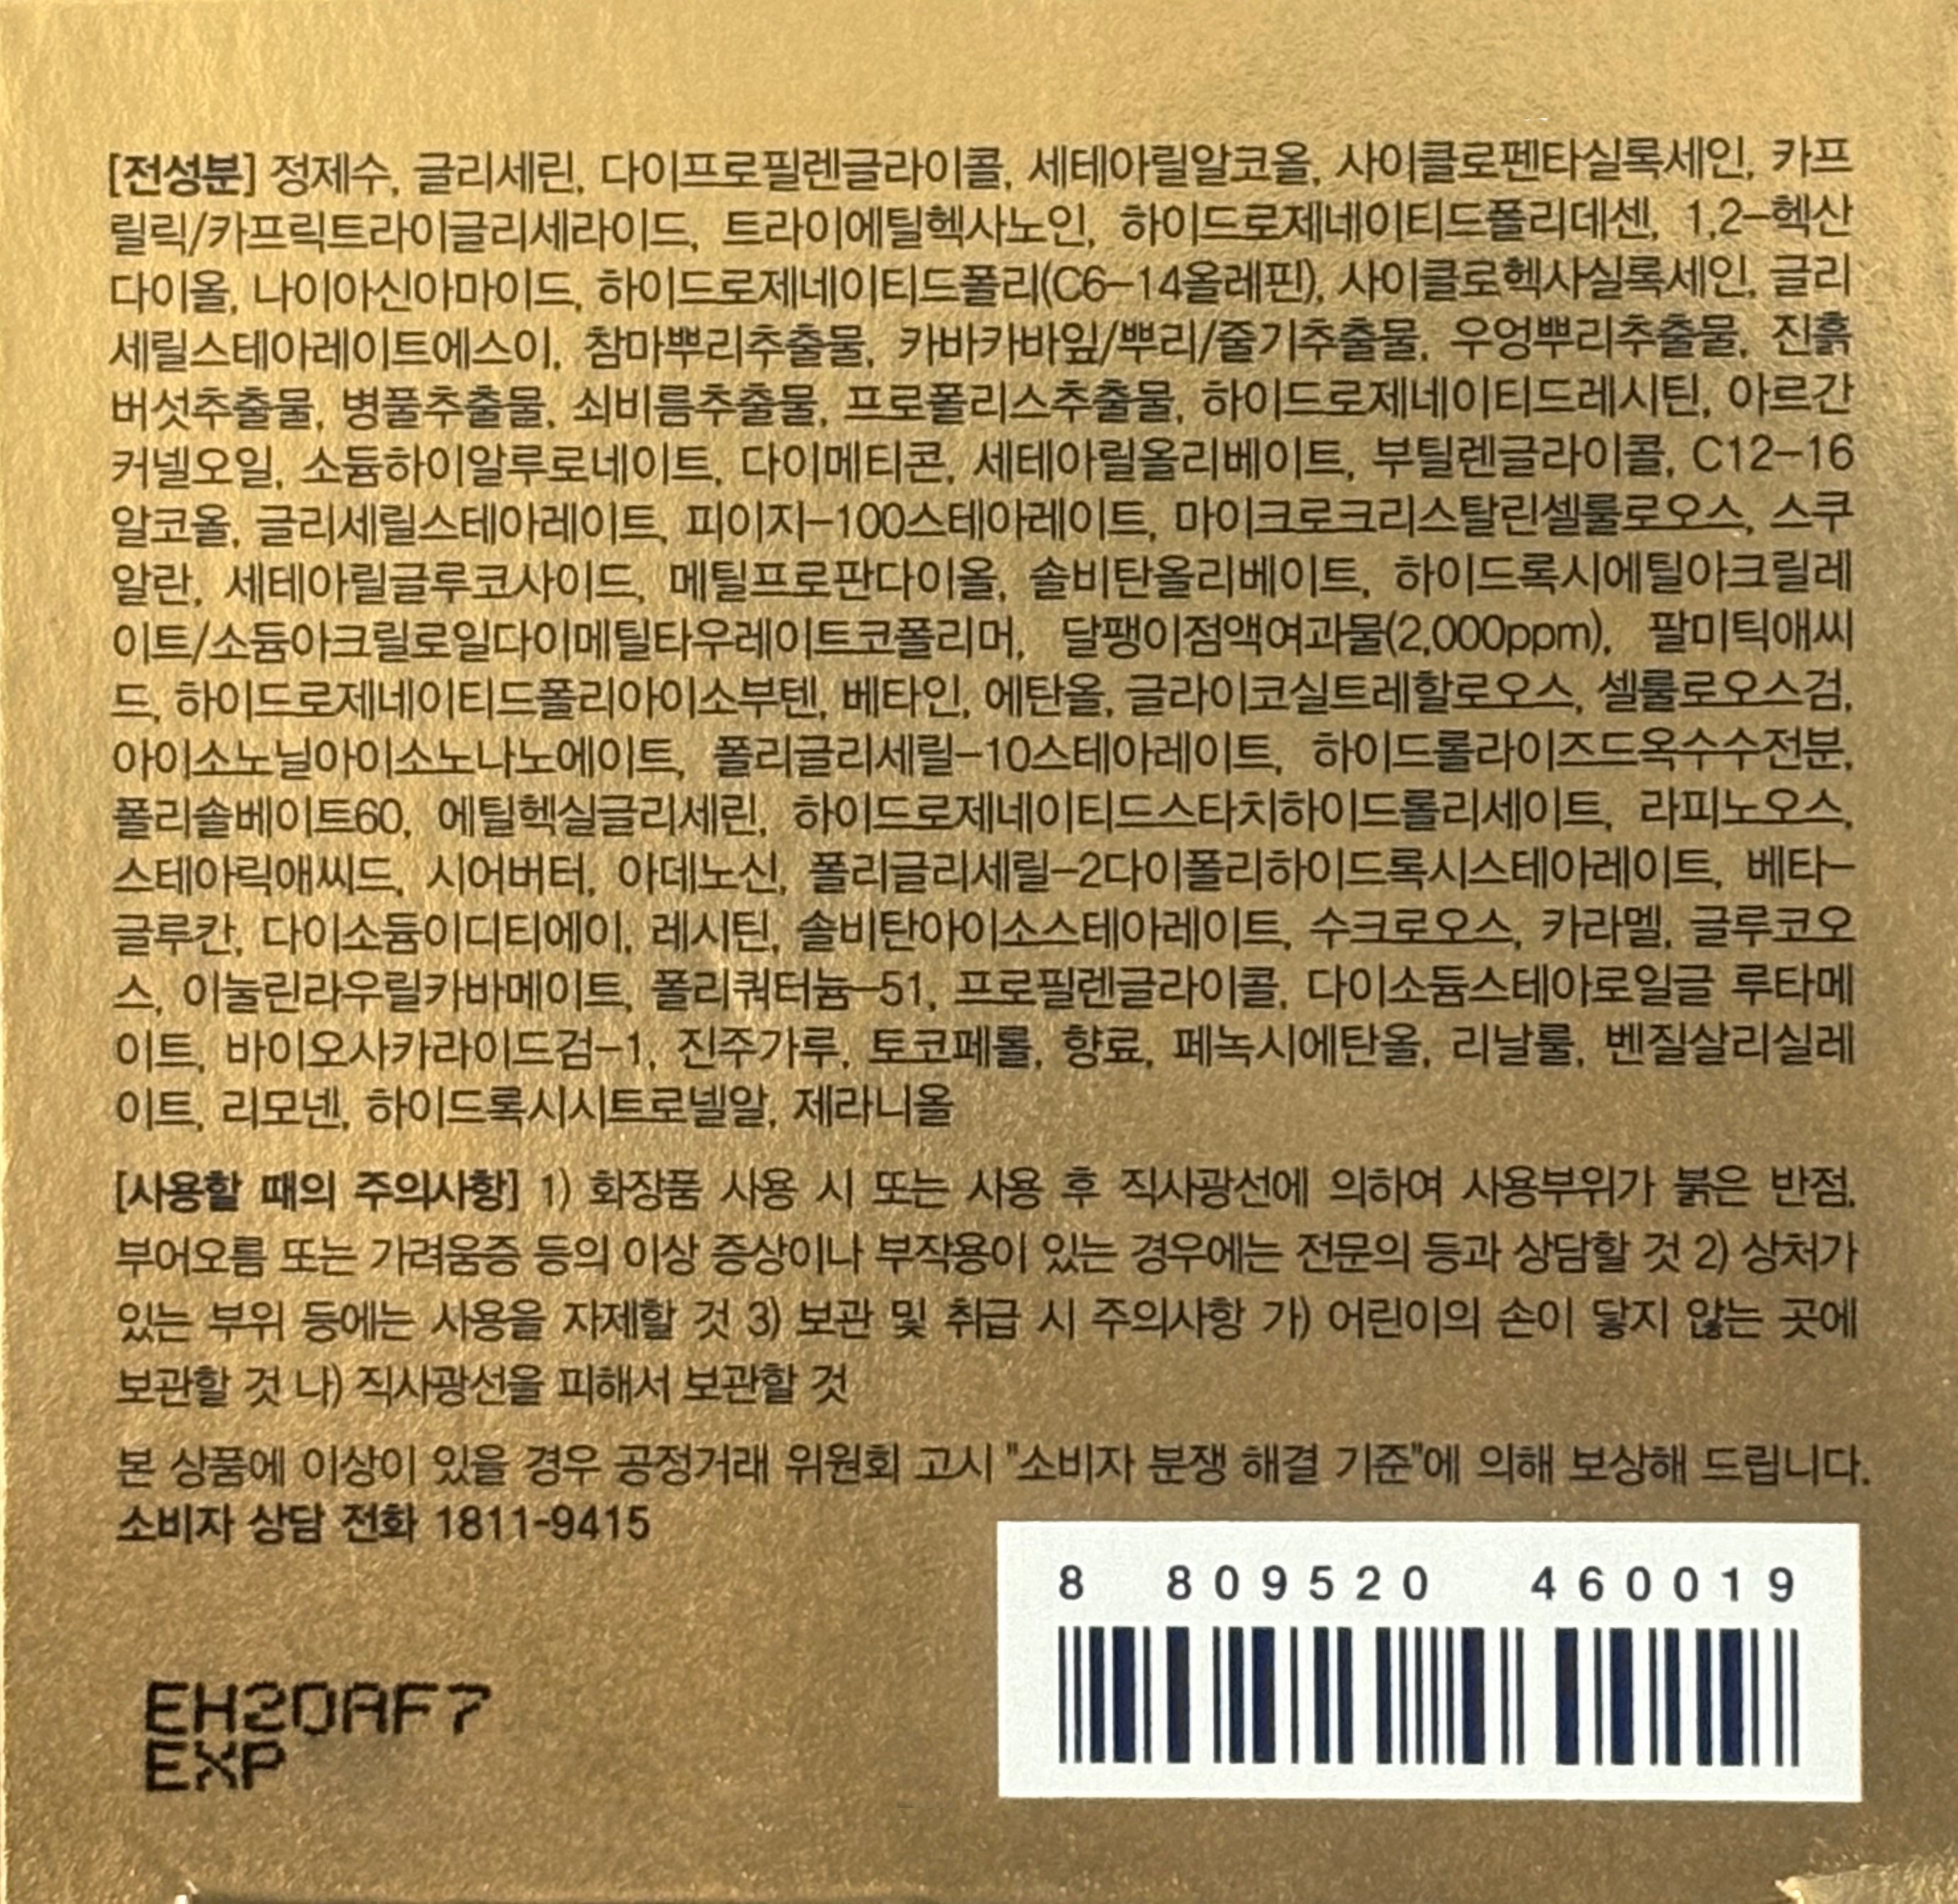 [전성분] 정제수, 글리세린, 다이프로필렌글라이콜, 세테아릴알코올, 사이클로펜타실록세인, 카프
릴릭/카프릭트라이글리세라이드, 트라이에틸헥사노인, 하이드로제네이티드폴리데센, 1,2-헥산
다이올, 나이아신아마이드, 하이드로제네이티드폴리(C6-14올레핀), 사이클로헥사실록세인, 글리
세릴스테아레이트에스이, 참마뿌리추출물, 카바카바잎/뿌리/줄기추출물, 우엉뿌리추출물, 진흙
버섯추출물, 병풀추출물, 쇠비름추출물, 프로폴리스추출물, 하이드로제네이티드레시틴, 아르간
커넬오일, 소듐하이알루로네이트, 다이메티콘, 세테아릴올리베이트, 부틸렌글라이콜, C12-16
알코올, 글리세릴스테아레이트, 피이지-100스테아레이트, 마이크로크리스탈린셀룰로오스, 스쿠
알란, 세테아릴글루코사이드, 메틸프로판다이올, 솔비탄올리베이트, 하이드록시에틸아크릴레
이트/소듐아크릴로일다이메틸타우레이트코폴리머, 달팽이점액여과물(2,000ppm), 팔미틱애씨
드, 하이드로제네이티드폴리아이소부텐, 베타인, 에탄올, 글라이코실트레할로오스, 셀룰로오스검,
아이소노닐아이소노나노에이트, 폴리글리세릴-10스테아레이트, 하이드롤라이즈드옥수수전분,
폴리솔베이트60, 에틸헥실글리세린, 하이드로제네이티드스타치하이드롤리세이트, 라피노오스,
스테아릭애씨드, 시어버터, 아데노신, 폴리글리세릴-2다이폴리하이드록시스테아레이트, 베타-
글루칸, 다이소듐이디티에이, 레시틴, 솔비탄아이소스테아레이트, 수크로오스, 카라멜, 글루코오
스, 이눌린라우릴카바메이트, 폴리쿼터늄-51, 프로필렌글라이콜, 다이소듐스테아로일글 루타메
이트, 바이오사카라이드검-1, 진주가루, 토코페롤, 향료, 페녹시에탄올, 리날룰, 벤질살리실레
이트, 리모넨, 하이드록시시트로넬알, 제라니올
[사용할 때의 주의사항] 1) 화장품 사용 시 또는 사용 후 직사광선에 의하여 사용부위가 붉은 반점,
부어오름 또는 가려움증 등의 이상 증상이나 부작용이 있는 경우에는 전문의 등과 상담할 것 2) 상처가
있는 부위 등에는 사용을 자제할 것 3) 보관 및 취급 시 주의사항 가) 어린이의 손이 닿지 않는 곳에
보관할 것 나) 직사광선을 피해서 보관할 것
본 상품에 이상이 있을 경우 공정거래 위원회 고시 "소비자 분쟁 해결 기준"에 의해 보상해 드립니다.
소비자 상담 전화 1811-9415
8 809520 460019
EH20AF7
EXP